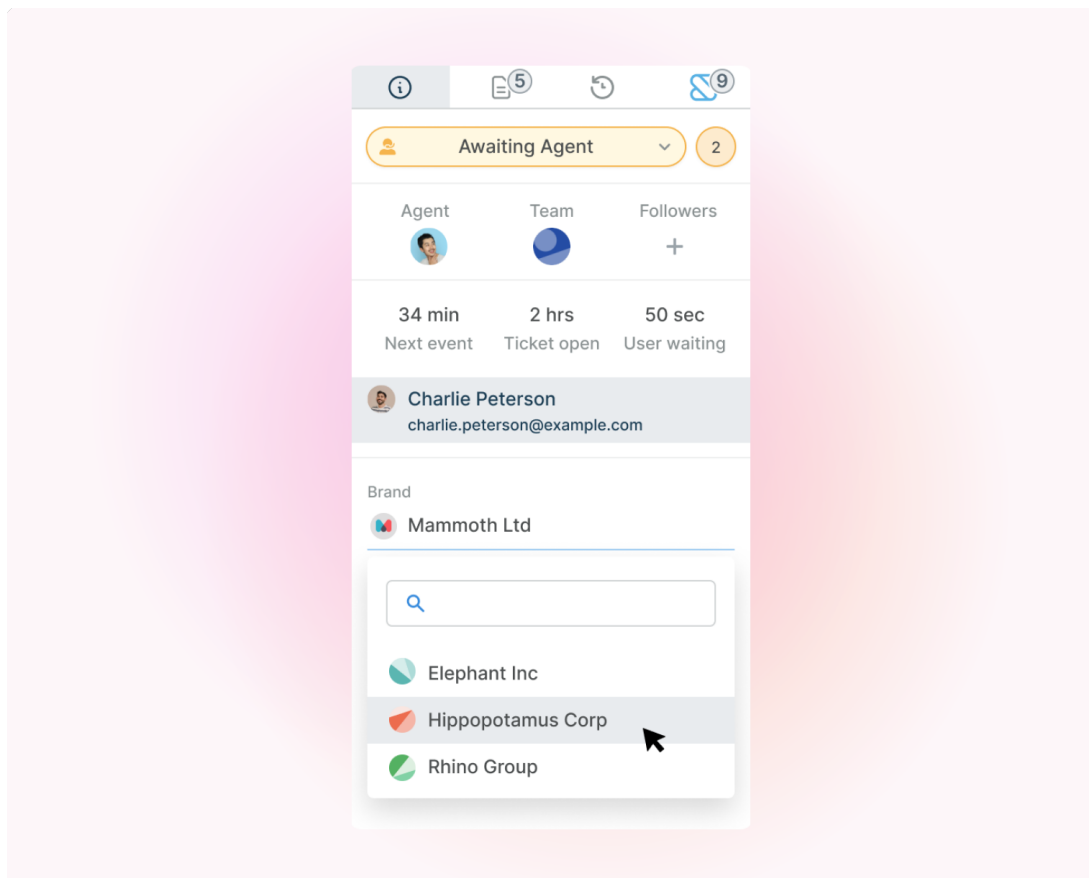 5
9
Awaiting Agent
2
Agent Team Followers
34 min 2 hrs 50 sec
Next event Ticket open User waiting
Charlie Peterson
charlie.peterson@example.com
Brand
Mammoth Ltd
Elephant Inc
Hippopotamus Corp
Rhino Group